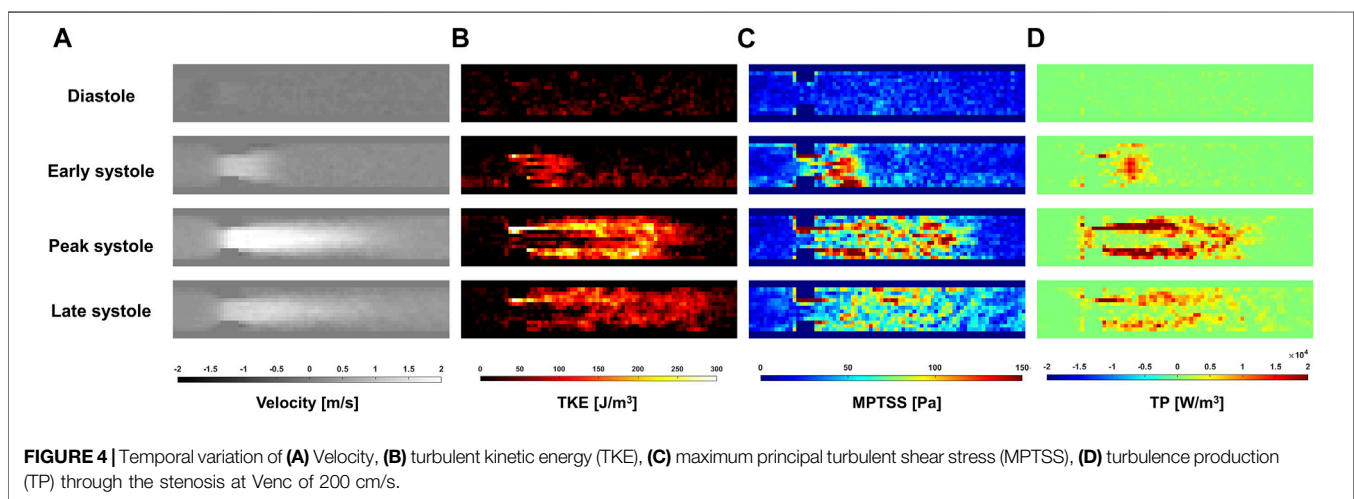 A B C D
Diastole
Early systole
Peak systole
Late systole
-2 -1.5 -1 -0.5 0 0.5 1 1.5 2
Velocity [m/s]
0 50 100 150 200 250 300
TKE [J/m³]
0 50 100 150
MPTSS [Pa]
×10⁴
-2 -1.5 -1 -0.5 0 0.5 1 1.5 2
TP [W/m³]
FIGURE 4 | Temporal variation of (A) Velocity, (B) turbulent kinetic energy (TKE), (C) maximum principal turbulent shear stress (MPTSS), (D) turbulence production
(TP) through the stenosis at Venc of 200 cm/s.